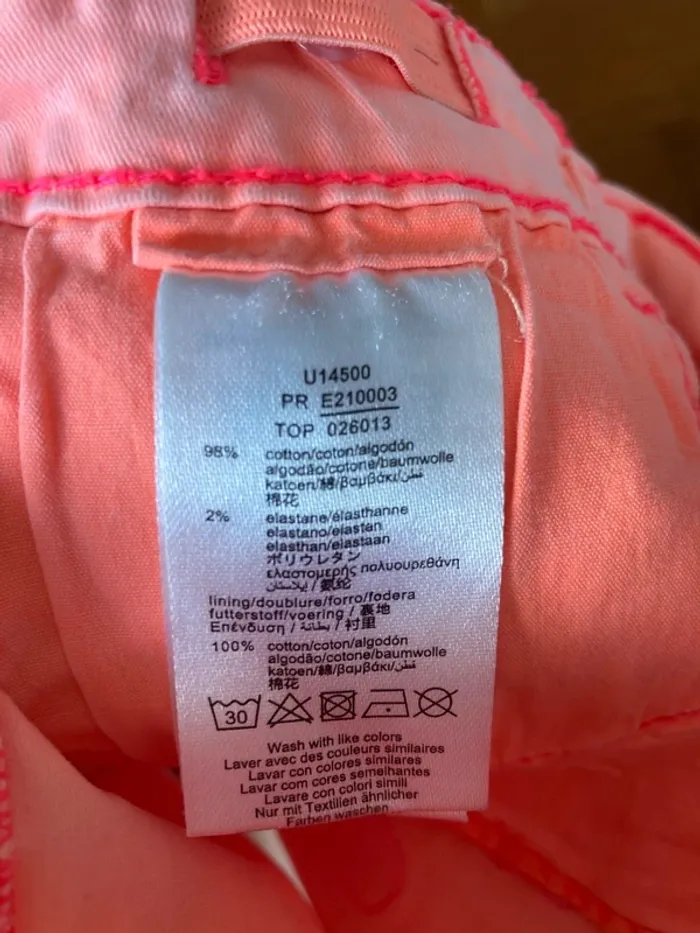 U14500
PR E210003
TOP 026013
98% cotton/coton/algodón
algodão/cotone/baumwolle
katoen/綿/βαμβάκι/قطن/
棉花
2% elastane/élasthanne
elastano/elastan
elasthan/elastaan
ポリウレタン
ελαστομερής πολυουρεθάνη
إيلاستان / 氨纶
lining/doublure/forro/fodera
futterstoff/voering / 裏地
Επένδυση / بطانة / 衬里
100% cotton/coton/algodón
algodão/cotone/baumwolle
katoen/綿/βαμβάκι/قطن/
棉花
30
Wash with like colors
Laver avec des couleurs similaires
Lavar con colores similares
Lavar com cores semelhantes
Lavare con colori simili
Nur mit Textilien ähnlicher
Farben waschen